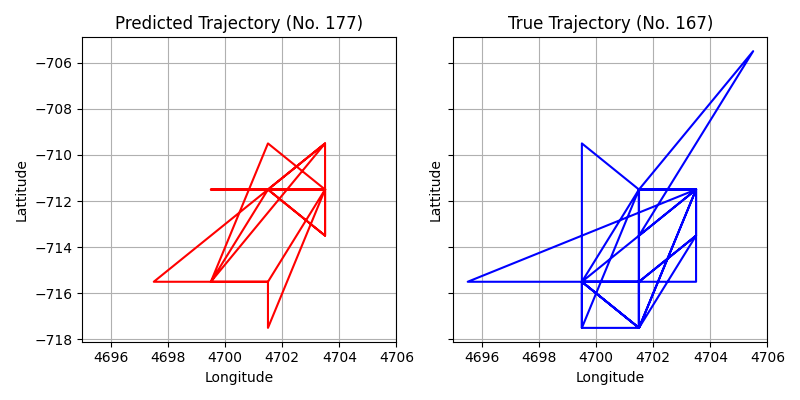 Predicted Trajectory (No. 177)
True Trajectory (No. 167)
−706
−708
−710
−712
−714
−716
−718
Lattitude
Lattitude
4696 4698 4700 4702 4704 4706
4696 4698 4700 4702 4704 4706
Longitude
Longitude